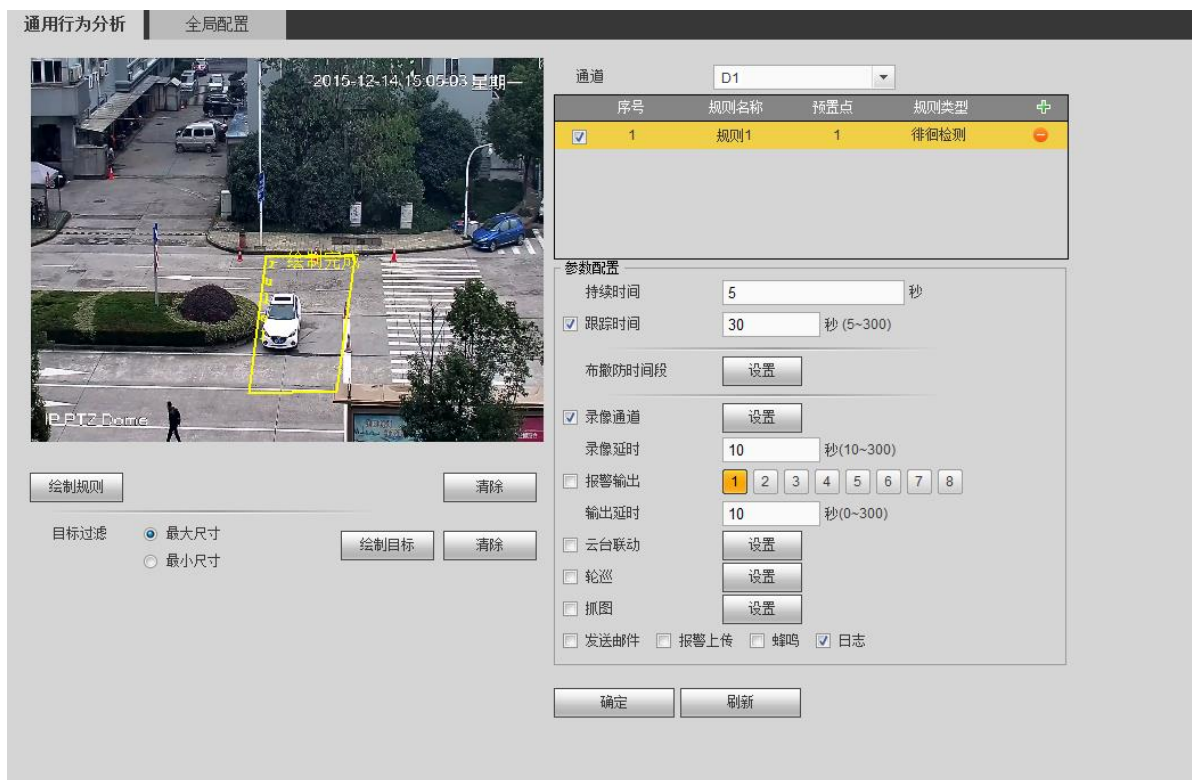 通用行为分析 全局配置
2015-12-14 15:05:03 星期一
绘制完成
IP PTZ Dome
绘制规则 清除
目标过滤 最大尺寸 绘制目标 清除
最小尺寸
通道 D1
序号 规则名称 预置点 规则类型
1 规则1 1 徘徊检测
参数配置
持续时间 5 秒
跟踪时间 30 秒 (5~300)
布撤防时间段 设置
录像通道 设置
录像延时 10 秒(10~300)
报警输出 1 2 3 4 5 6 7 8
输出延时 10 秒(0~300)
云台联动 设置
轮巡 设置
抓图 设置
发送邮件 报警上传 蜂鸣 日志
确定 刷新